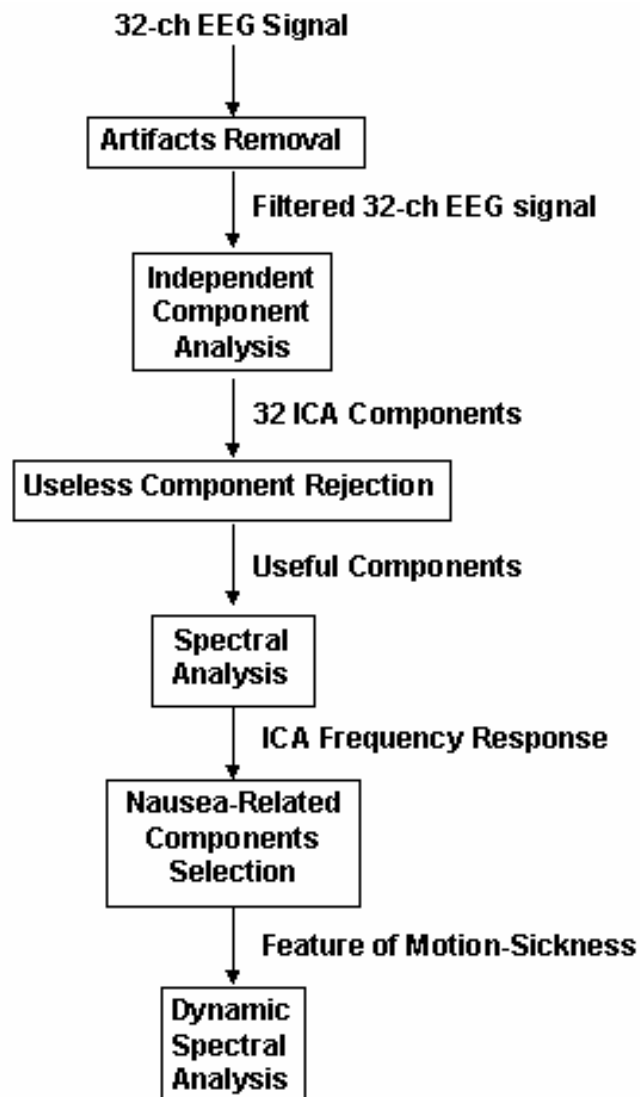 32-ch EEG Signal
Artifacts Removal
Filtered 32-ch EEG signal
Independent
Component
Analysis
32 ICA Components
Useless Component Rejection
Useful Components
Spectral
Analysis
ICA Frequency Response
Nausea-Related
Components
Selection
Feature of Motion-Sickness
Dynamic
Spectral
Analysis